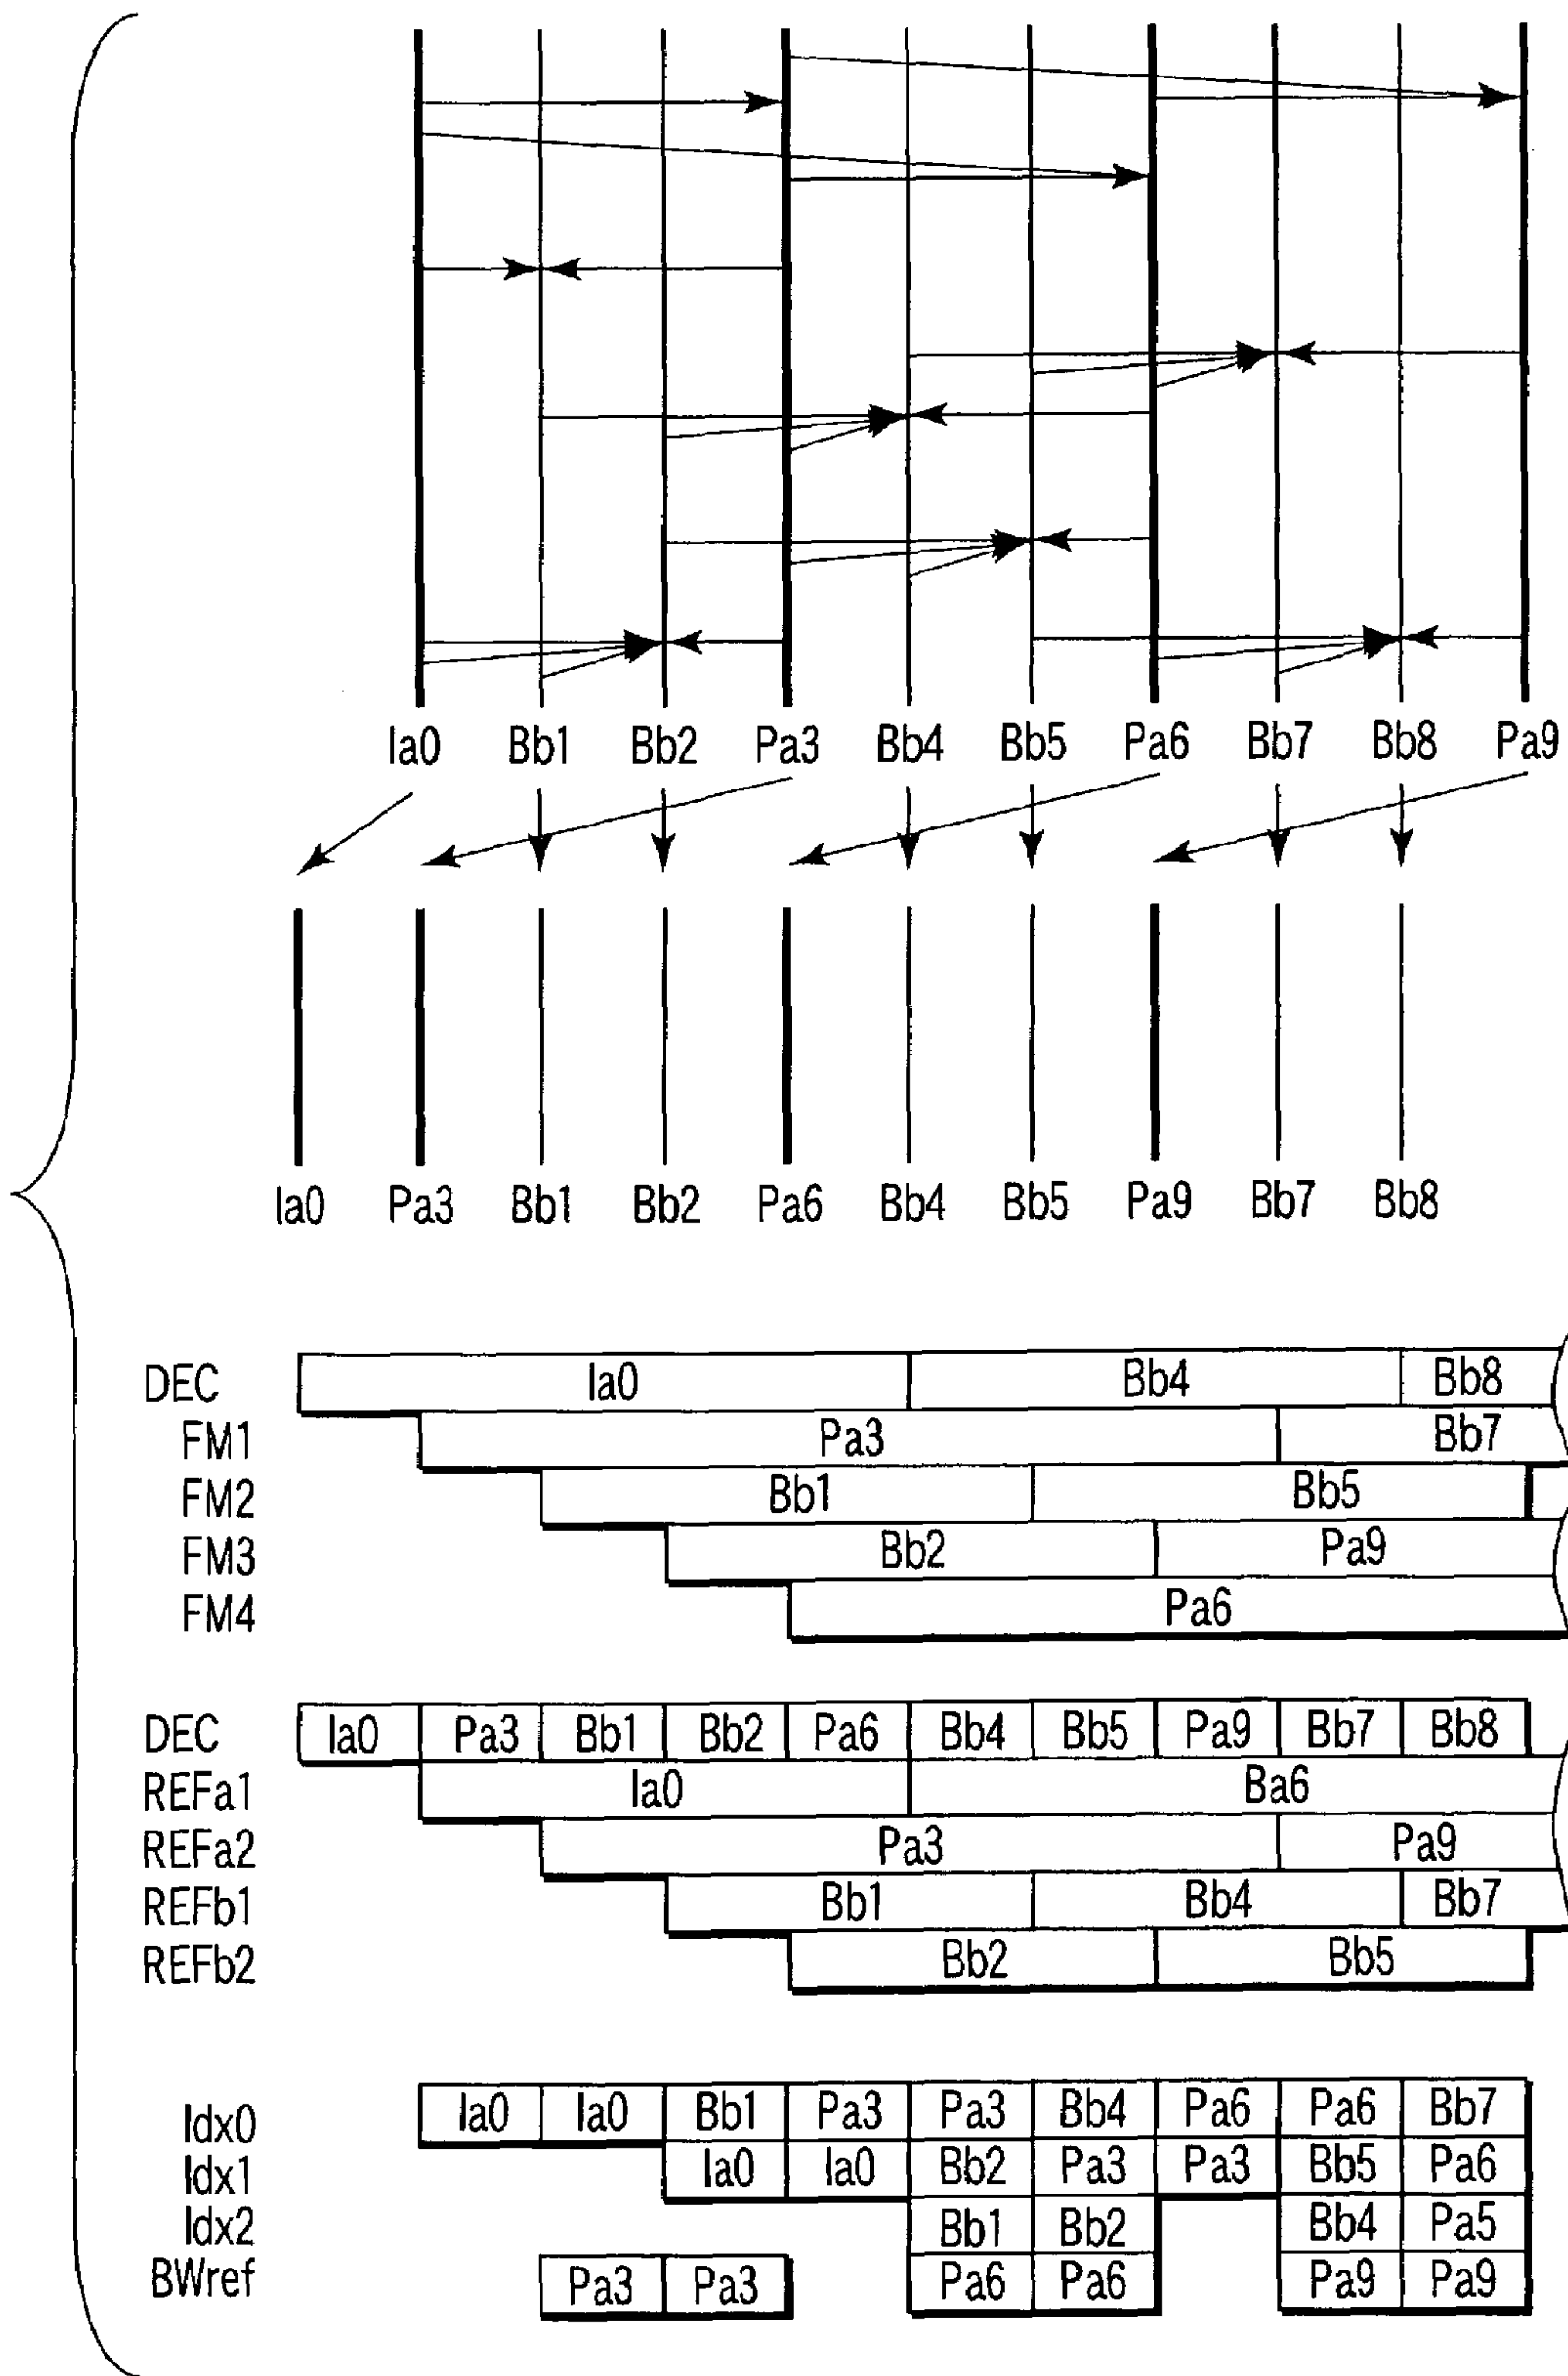 Ia0 Bb1 Bb2 Pa3 Bb4 Bb5 Pa6 Bb7 Bb8 Pa9
Ia0 Pa3 Bb1 Bb2 Pa6 Bb4 Bb5 Pa9 Bb7 Bb8
DEC Ia0 Bb4 Bb8
FM1 Pa3 Bb7
FM2 Bb1 Bb5
FM3 Bb2 Pa9
FM4 Pa6
DEC Ia0 Pa3 Bb1 Bb2 Pa6 Bb4 Bb5 Pa9 Bb7 Bb8
REFa1 Ia0 Ba6
REFa2 Pa3 Pa9
REFb1 Bb1 Bb4 Bb7
REFb2 Bb2 Bb5
Idx0 Ia0 Ia0 Bb1 Pa3 Pa3 Bb4 Pa6 Pa6 Bb7
Idx1 Ia0 Ia0 Bb2 Pa3 Pa3 Bb5 Pa6
Idx2 Bb1 Bb2 Bb4 Pa5
BWref Pa3 Pa3 Pa6 Pa6 Pa9 Pa9